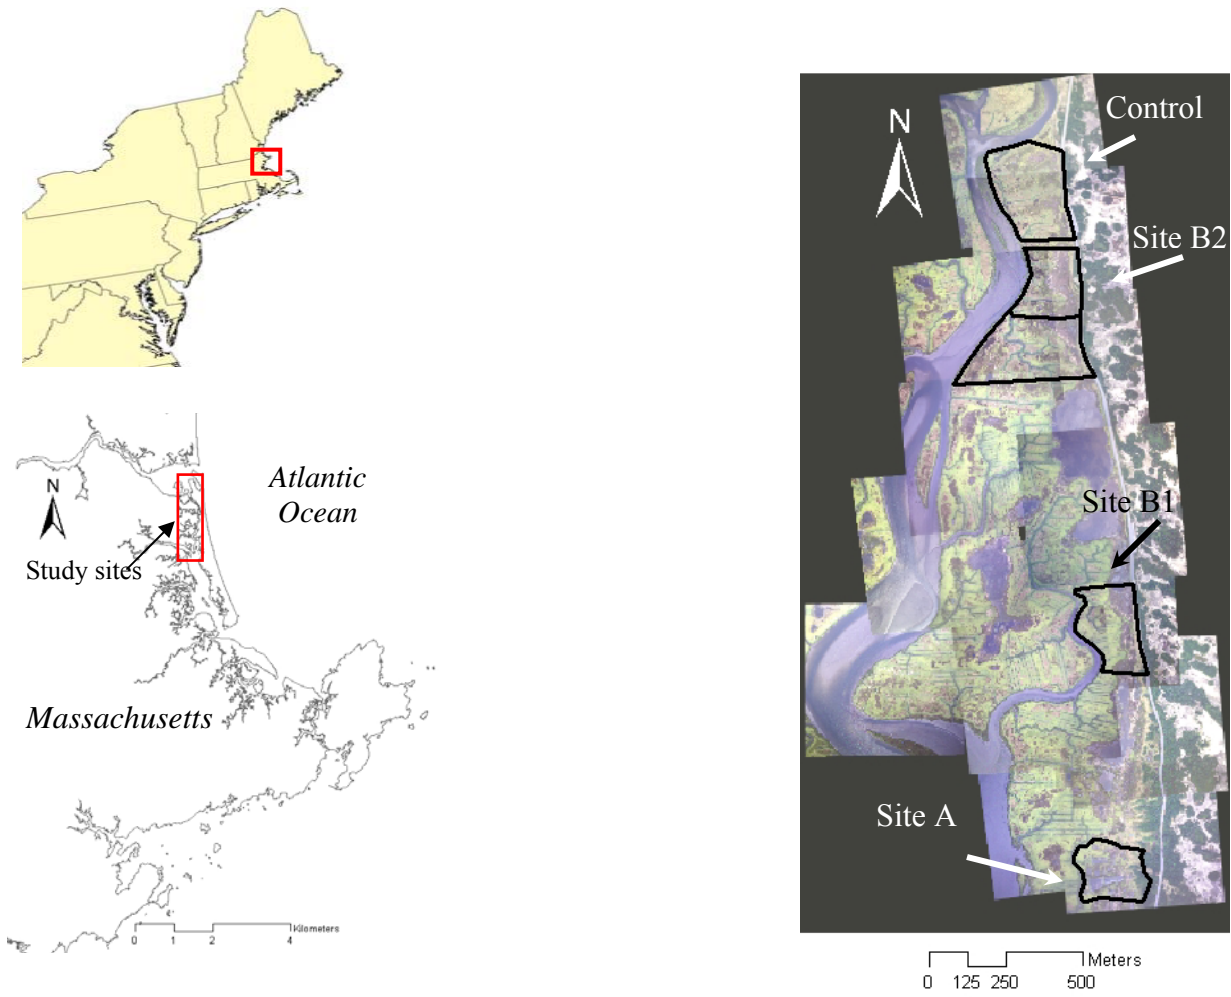 N
Atlantic
Ocean
Study sites
Massachusetts
Kilometers
0 1 2 4
N
Control
Site B2
Site B1
Site A
Meters
0 125 250 500